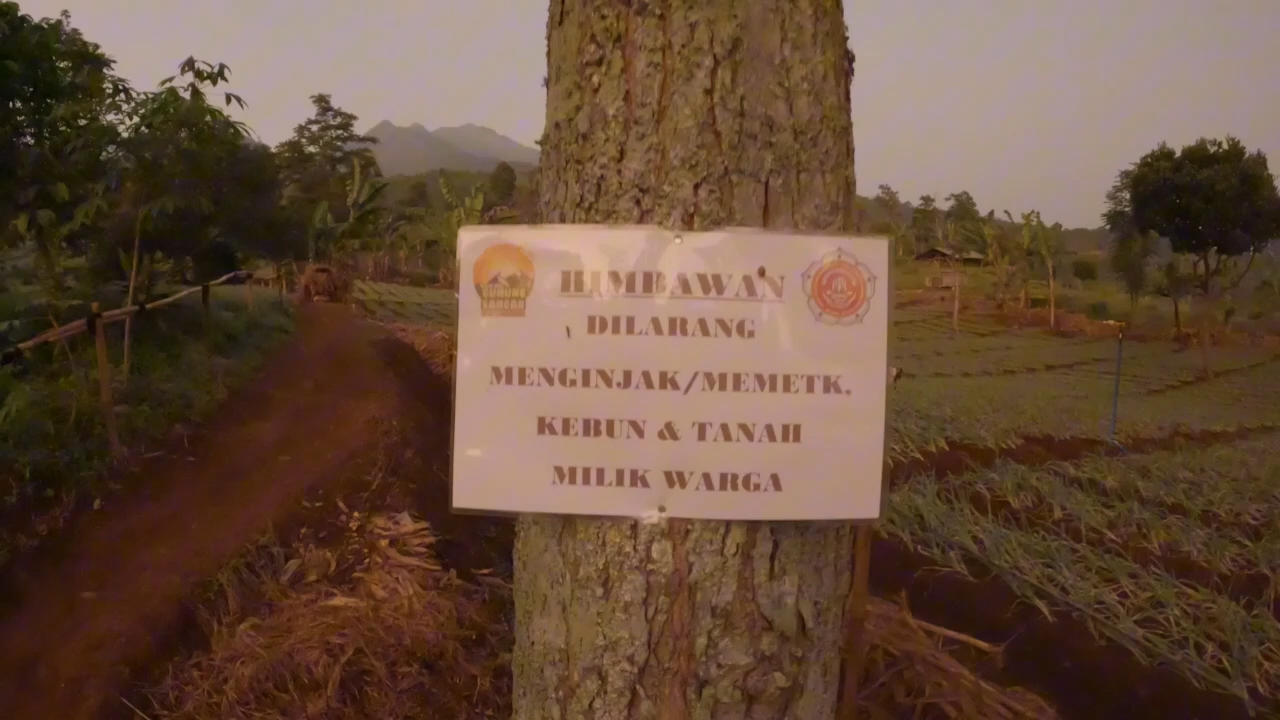 HIMBAWAN
DILARANG
MENGINJAK/MEMETK.
KEBUN & TANAH
MILIK WARGA